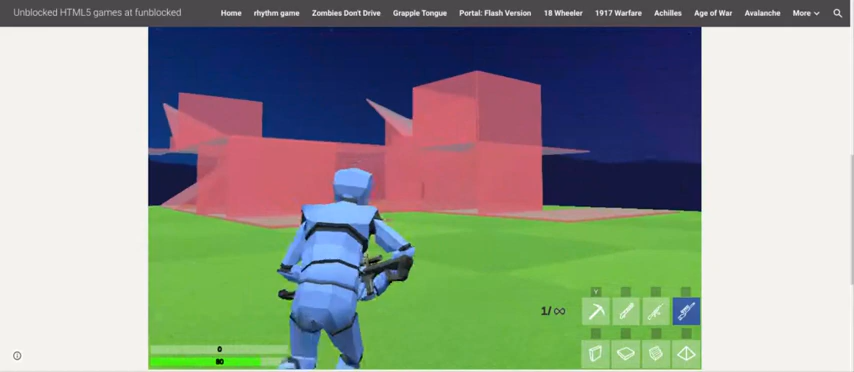 Unblocked HTML5 games at funblocked
Home rhythm game Zombies Don't Drive Grapple Tongue Portal: Flash Version 18 Wheeler 1917 Warfare Achilles Age of War Avalanche More
1/∞
Y
0
80